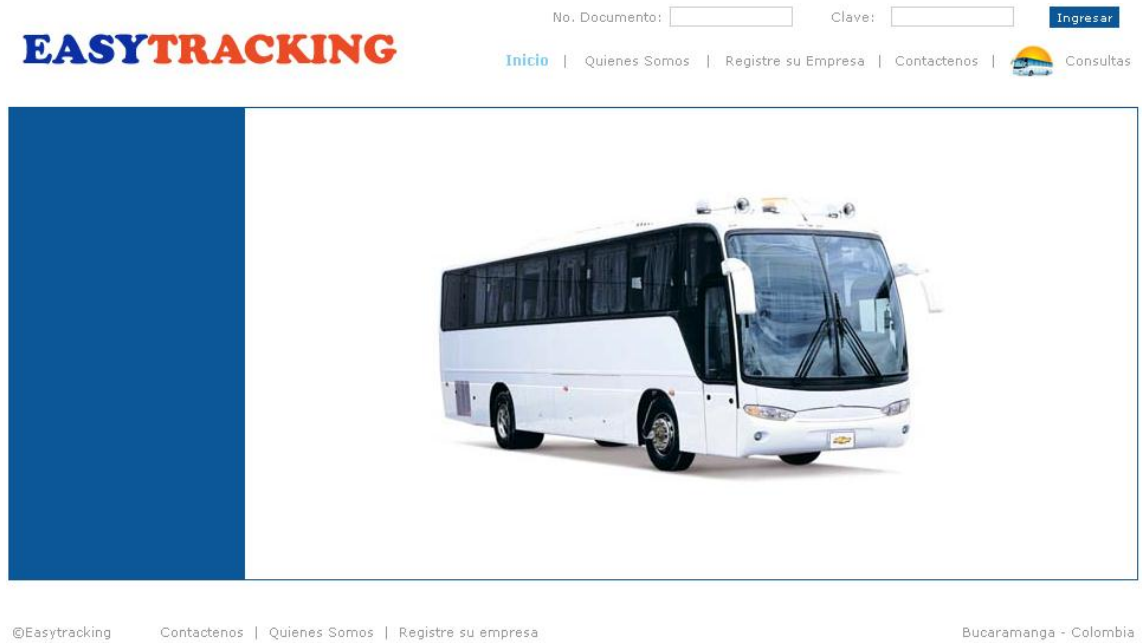 No. Documento: Clave: Ingresar
EASYTRACKING
Inicio | Quienes Somos | Registre su Empresa | Contactenos | Consultas
©Easytracking Contactenos | Quienes Somos | Registre su empresa Bucaramanga - Colombia